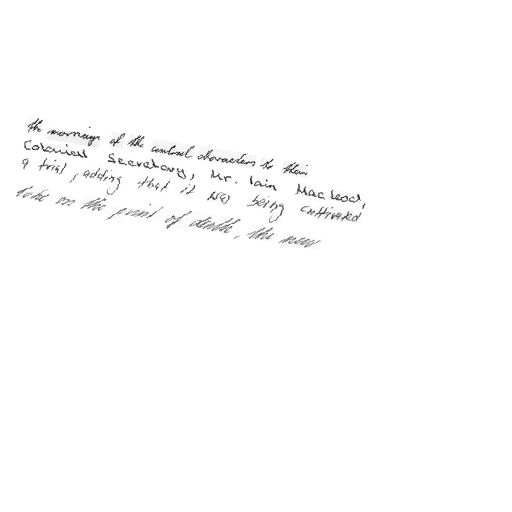 the mornings of the central characters to their
Colonial Secretary, Mr. Iain Macleod,
a trial, adding that it was being cultivated
to be on the point of death, the new